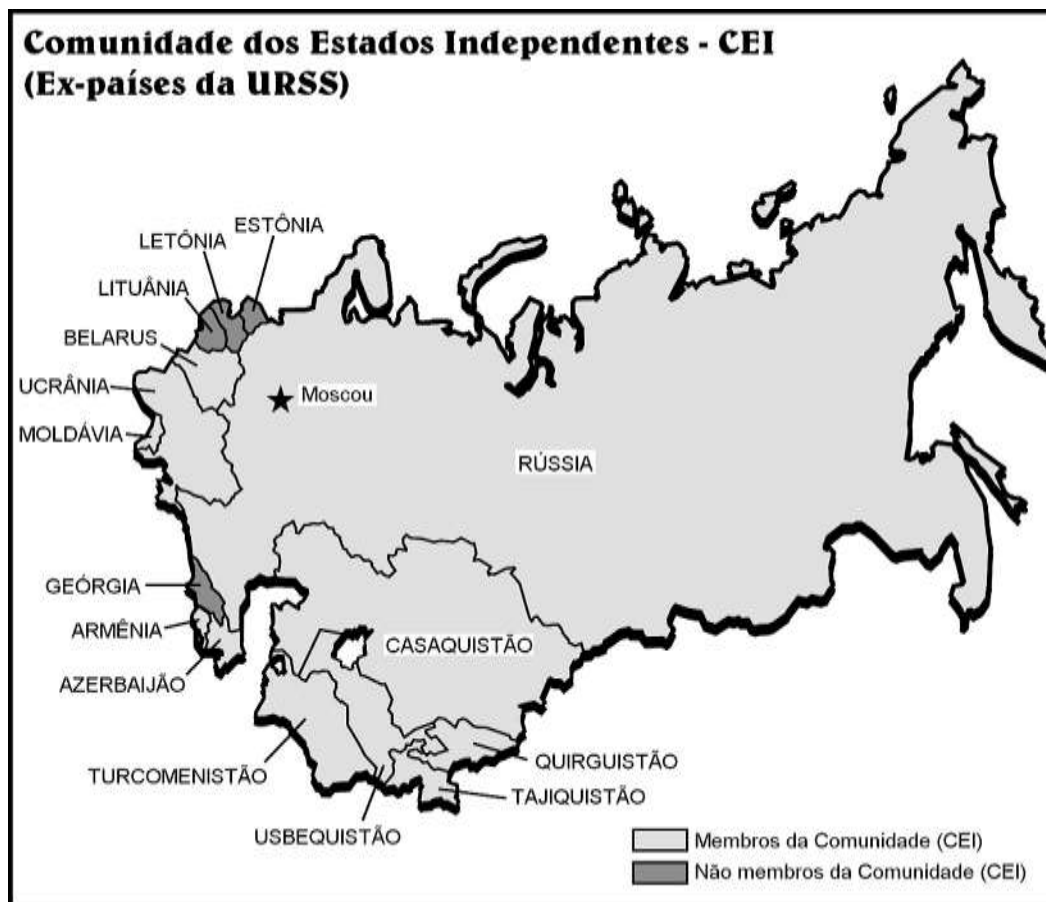 Comunidade dos Estados Independentes - CEI
(Ex-países da URSS)
ESTÔNIA
LETÔNIA
LITUÂNIA
BELARUS
UCRÂNIA
Moscou
MOLDÁVIA
RÚSSIA
GEÓRGIA
ARMÊNIA
CASAQUISTÃO
AZERBAIJÃO
QUIRGUISTÃO
TURCOMENISTÃO
TAJIQUISTÃO
USBEQUISTÃO
Membros da Comunidade (CEI)
Não membros da Comunidade (CEI)